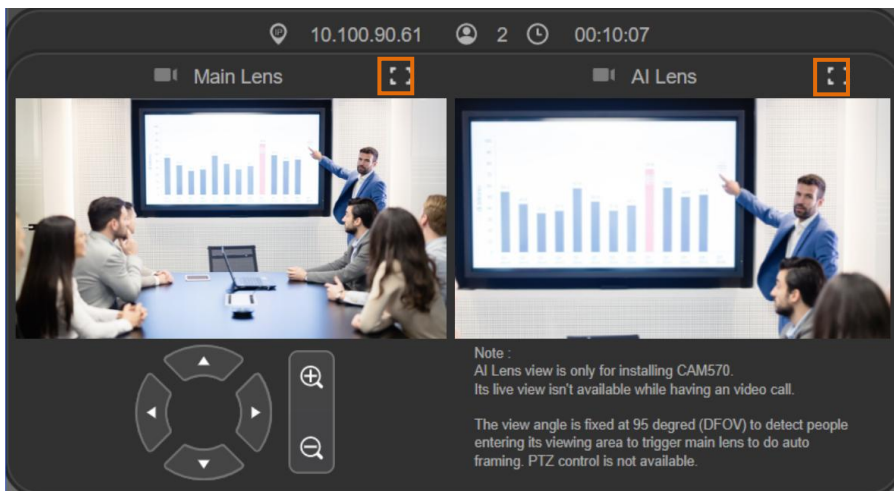 10.100.90.61 2 00:10:07
Main Lens
AI Lens
Note :
AI Lens view is only for installing CAM570.
Its live view isn't available while having an video call.
The view angle is fixed at 95 degred (DFOV) to detect people
entering its viewing area to trigger main lens to do auto
framing. PTZ control is not available.